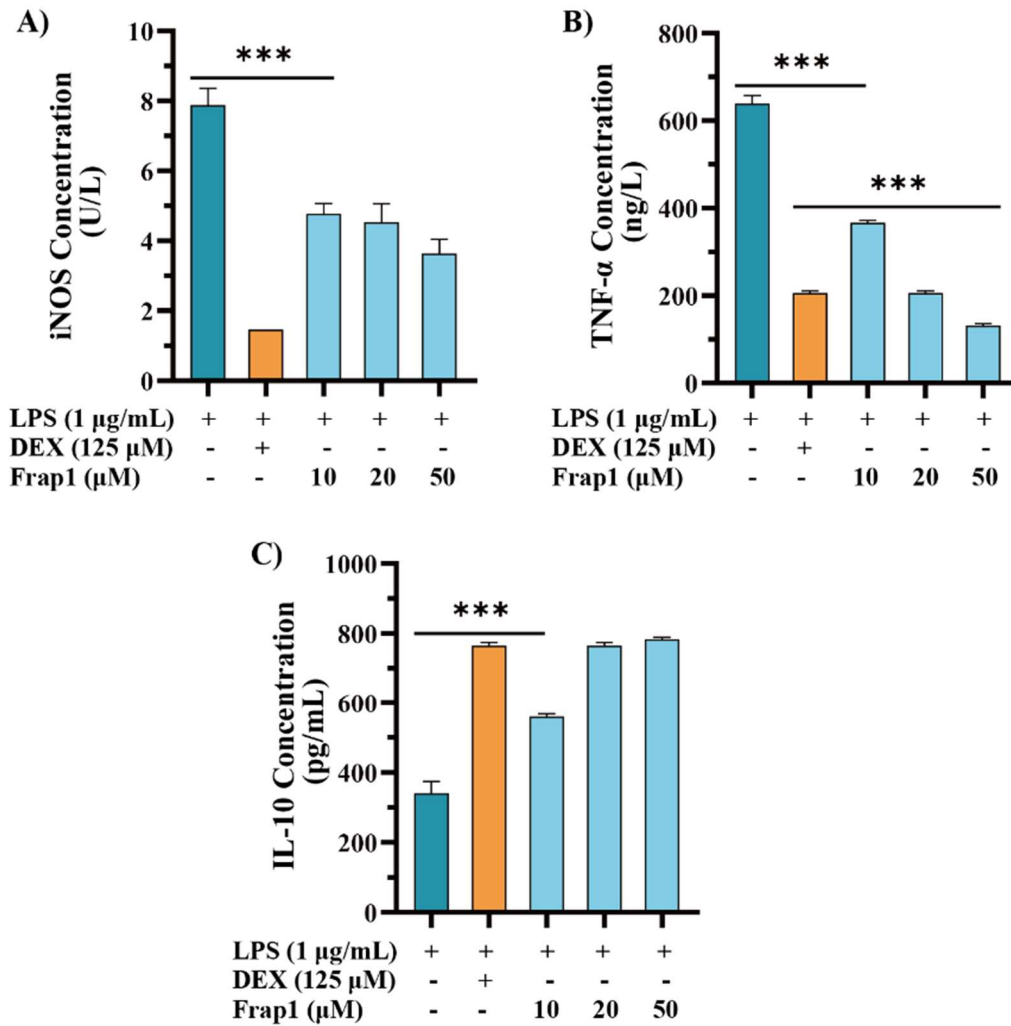 A)
iNOS Concentration
(U/L)
10
8
6
4
2
0
***
LPS (1 μg/mL) + + + + +
DEX (125 μM) - + - - -
Frap1 (μM) - - 10 20 50
B)
TNF-α Concentration
(ng/L)
800
600
400
200
0
***
***
LPS (1 μg/mL) + + + + +
DEX (125 μM) - + - - -
Frap1 (μM) - - 10 20 50
C)
IL-10 Concentration
(pg/mL)
1000
800
600
400
200
0
***
LPS (1 μg/mL) + + + + +
DEX (125 μM) - + - - -
Frap1 (μM) - - 10 20 50